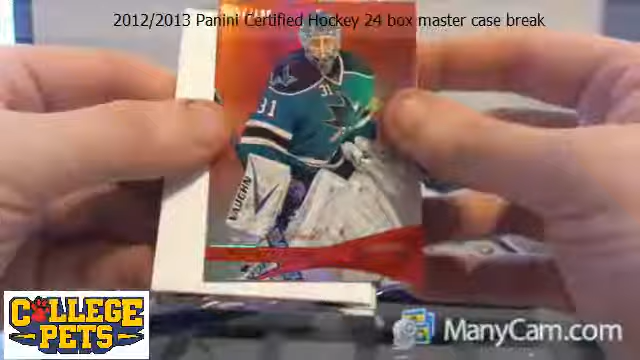 2012/2013 Panini Certified Hockey 24 box master case break
31
31
VAUGHN
COLLEGE
PETS
ManyCam.com